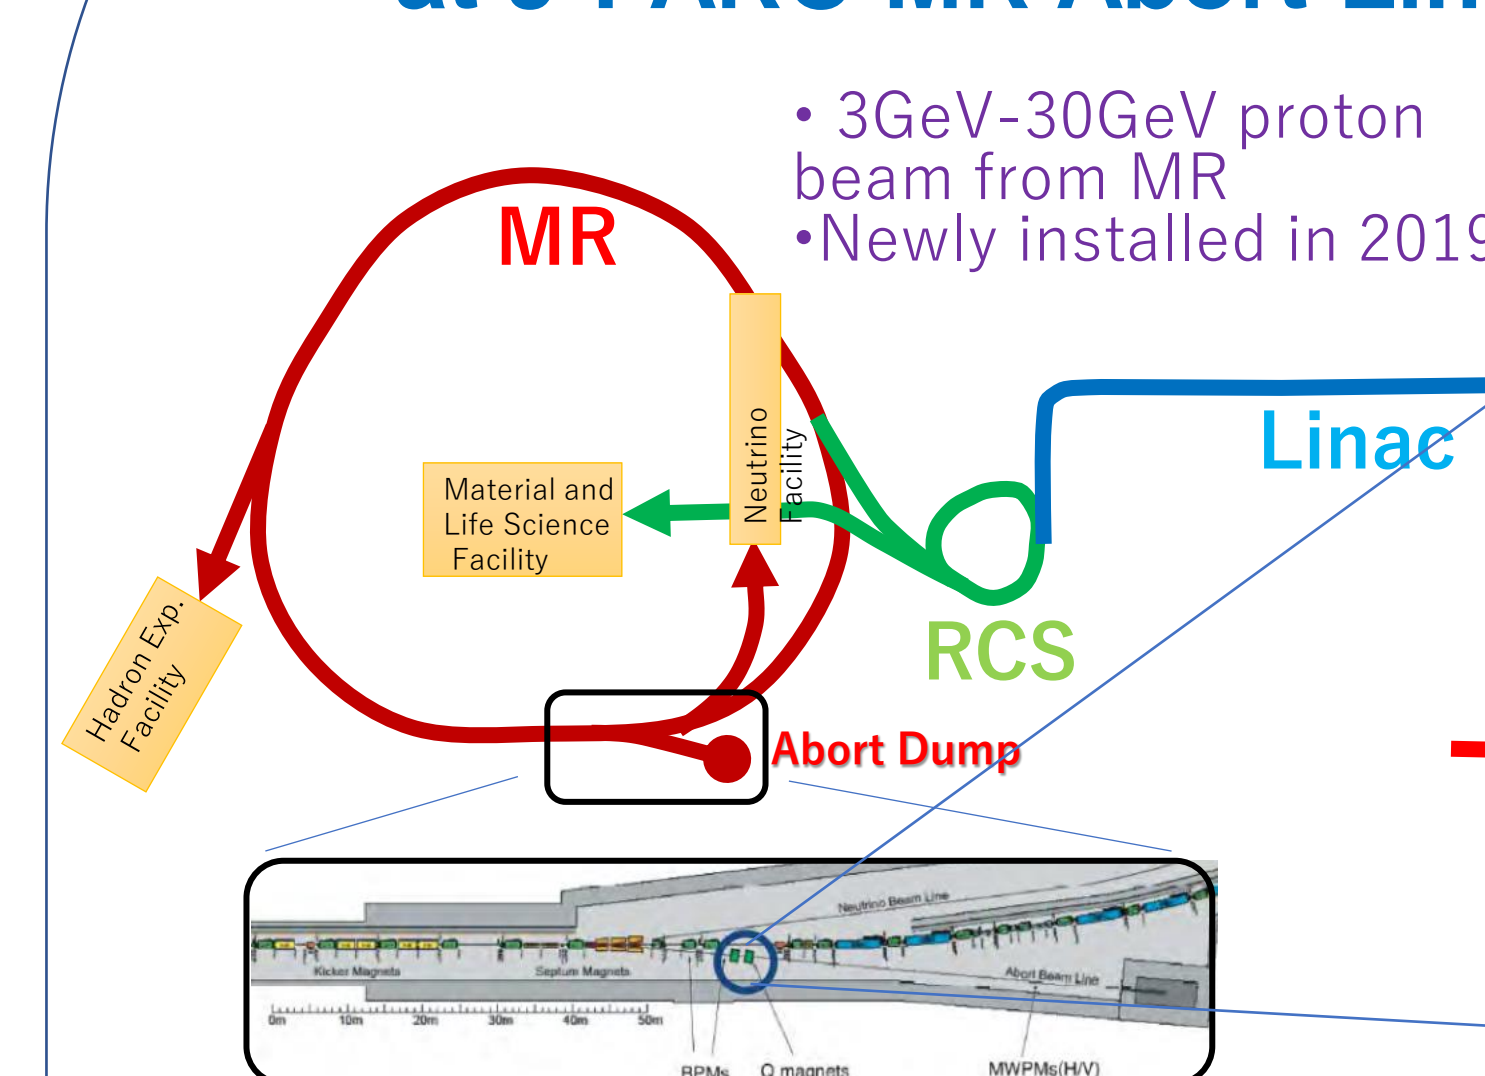 • 3GeV-30GeV proton
beam from MR
•Newly installed in 2019
MR
Linac
Neutrino
Facility
Material and
Life Science
Facility
RCS
Hadron Exp.
Facility
Abort Dump
Neutrino Beam Line
Kicker Magnets
Septum Magnets
Abort Beam Line
0m 10m 20m 30m 40m 50m
BPMs Q magnets MWPMs(H/V)